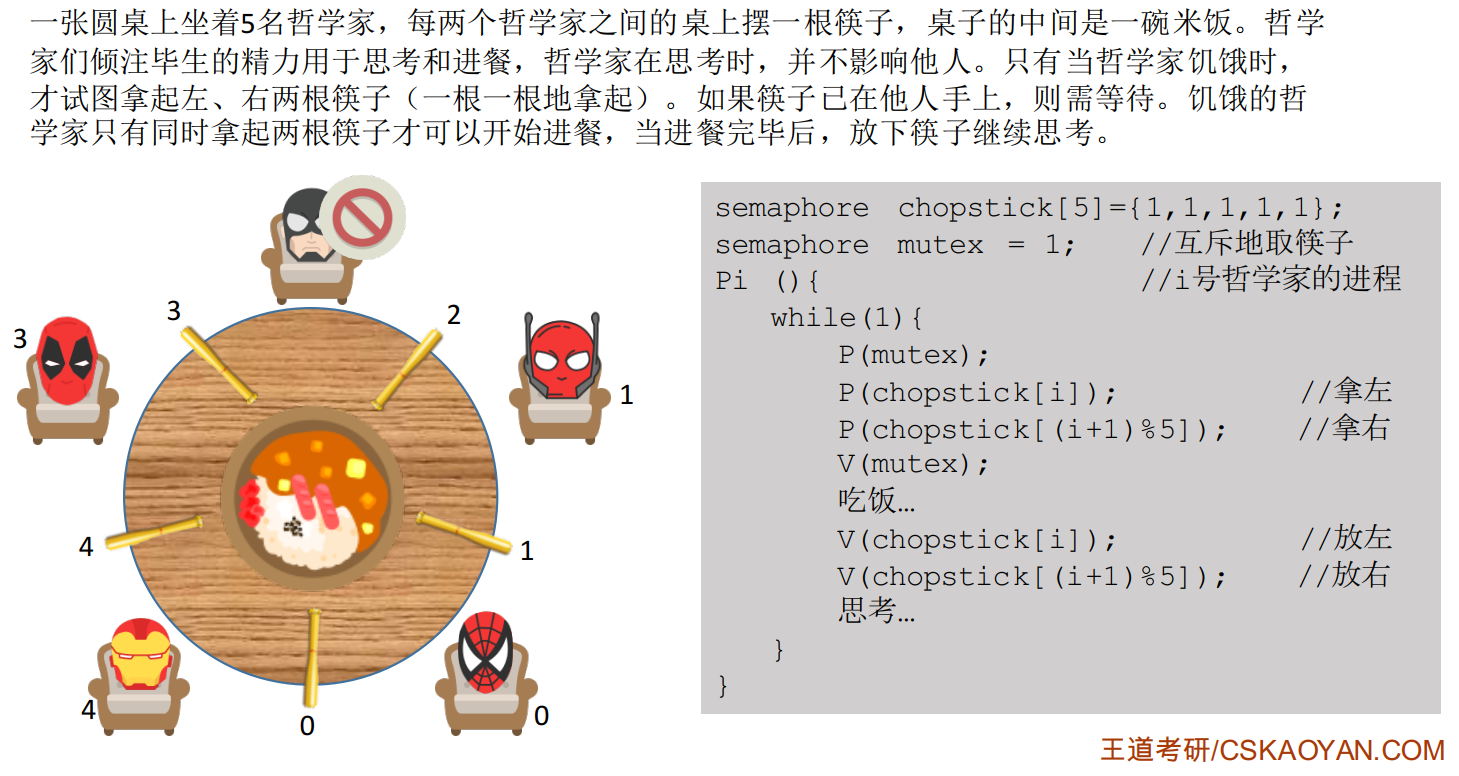 一张圆桌上坐着5名哲学家，每两个哲学家之间的桌上摆一根筷子，桌子的中间是一碗米饭。哲学
家们倾注毕生的精力用于思考和进餐，哲学家在思考时，并不影响他人。只有当哲学家饥饿时，
才试图拿起左、右两根筷子（一根一根地拿起）。如果筷子已在他人手上，则需等待。饥饿的哲
学家只有同时拿起两根筷子才可以开始进餐，当进餐完毕后，放下筷子继续思考。
3
2
3
1
4
1
4
0
0
semaphore chopstick[5]={1,1,1,1,1};
semaphore mutex = 1; //互斥地取筷子
Pi (){ //i号哲学家的进程
while(1){
P(mutex);
P(chopstick[i]); //拿左
P(chopstick[(i+1)%5]); //拿右
V(mutex);
吃饭…
V(chopstick[i]); //放左
V(chopstick[(i+1)%5]); //放右
思考…
}
}
王道考研/CSKAOYAN.COM